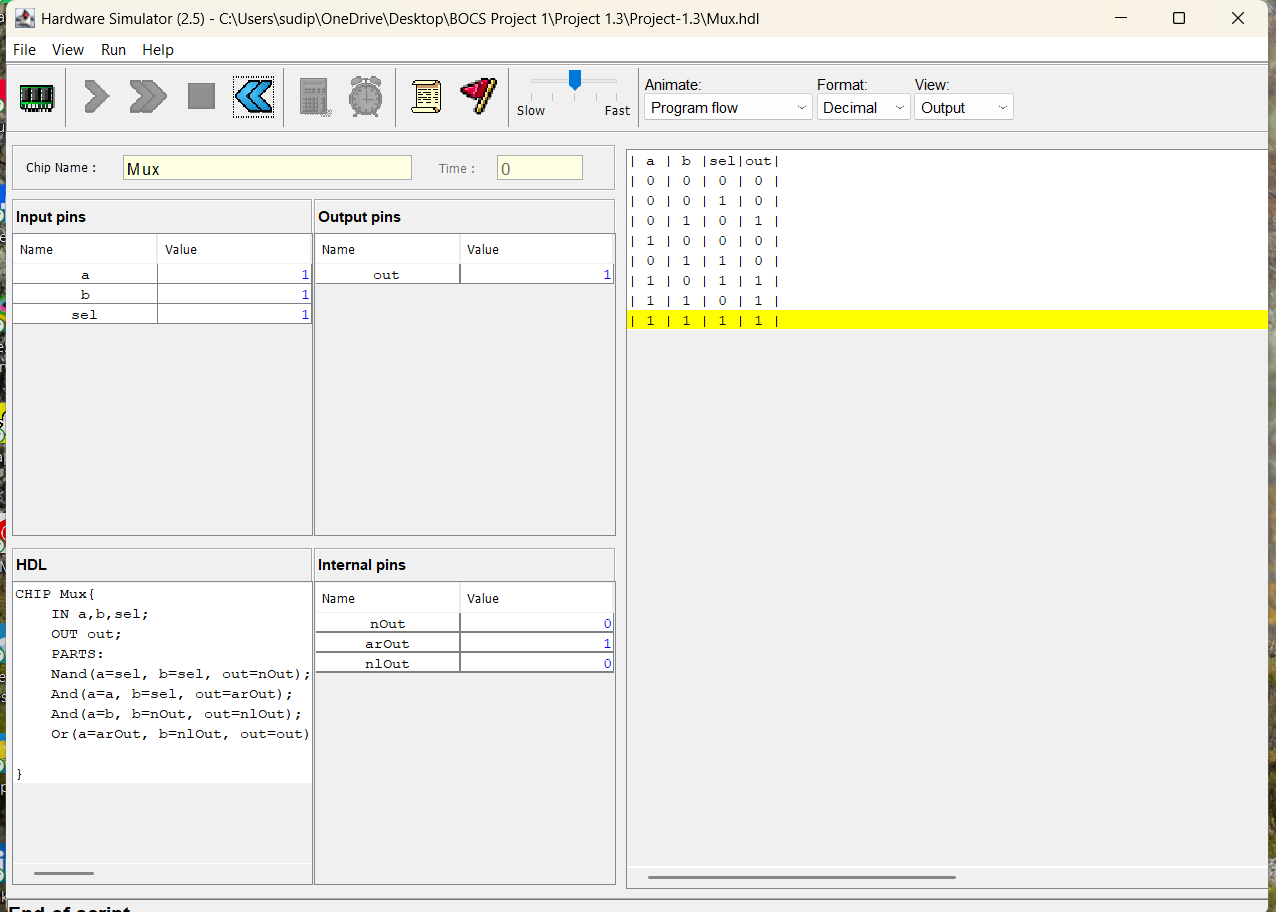 Hardware Simulator (2.5) - C:\Users\sudip\OneDrive\Desktop\BOCS Project 1\Project 1.3\Project-1.3\Mux.hdl
File View Run Help
Slow Fast
Animate: Format: View:
Program flow Decimal Output
Chip Name : Mux Time : 0
Input pins
Name Value
a 1
b 1
sel 1
Output pins
Name Value
out 1
HDL
CHIP Mux{
IN a,b,sel;
OUT out;
PARTS:
Nand(a=sel, b=sel, out=nOut);
And(a=a, b=sel, out=arOut);
And(a=b, b=nOut, out=nlOut);
Or(a=arOut, b=nlOut, out=out)
}
Internal pins
Name Value
nOut 0
arOut 1
nlOut 0
| a | b |sel|out|
| 0 | 0 | 0 | 0 |
| 0 | 0 | 1 | 0 |
| 0 | 1 | 0 | 1 |
| 1 | 0 | 0 | 0 |
| 0 | 1 | 1 | 0 |
| 1 | 0 | 1 | 1 |
| 1 | 1 | 0 | 1 |
| 1 | 1 | 1 | 1 |
End of script